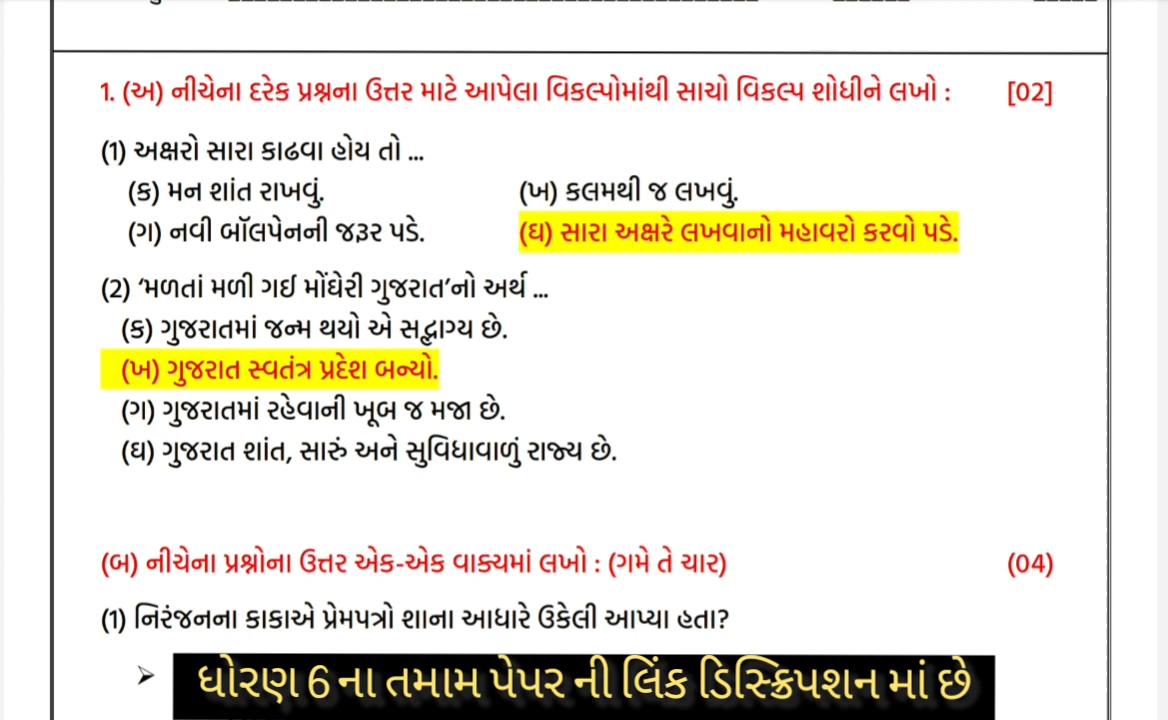 1. (અ) નીચેના દરેક પ્રશ્નના ઉત્તર માટે આપેલા વિકલ્પોમાંથી સાચો વિકલ્પ શોધીને લખો : [02]
(1) અક્ષરો સારા કાઢવા હોય તો ...
(ક) મન શાંત રાખવું. (ખ) કલમથી જ લખવું.
(ગ) નવી બૉલપેનની જરૂર પડે. (ઘ) સારા અક્ષરે લખવાનો મહાવરો કરવો પડે.
(2) ‘મળતાં મળી ગઈ મોંઘેરી ગુજરાત’નો અર્થ ...
(ક) ગુજરાતમાં જન્મ થયો એ સદ્ભાગ્ય છે.
(ખ) ગુજરાત સ્વતંત્ર પ્રદેશ બન્યો.
(ગ) ગુજરાતમાં રહેવાની ખૂબ જ મજા છે.
(ઘ) ગુજરાત શાંત, સારું અને સુવિધાવાળું રાજ્ય છે.
(બ) નીચેના પ્રશ્નોના ઉત્તર એક-એક વાક્યમાં લખો : (ગમે તે ચાર) (04)
(1) નિરંજનના કાકાએ પ્રેમપત્રો શાના આધારે ઉકેલી આપ્યા હતા?
➢ ધોરણ 6 ના તમામ પેપર ની લિંક ડિસ્ક્રિપશન માં છે